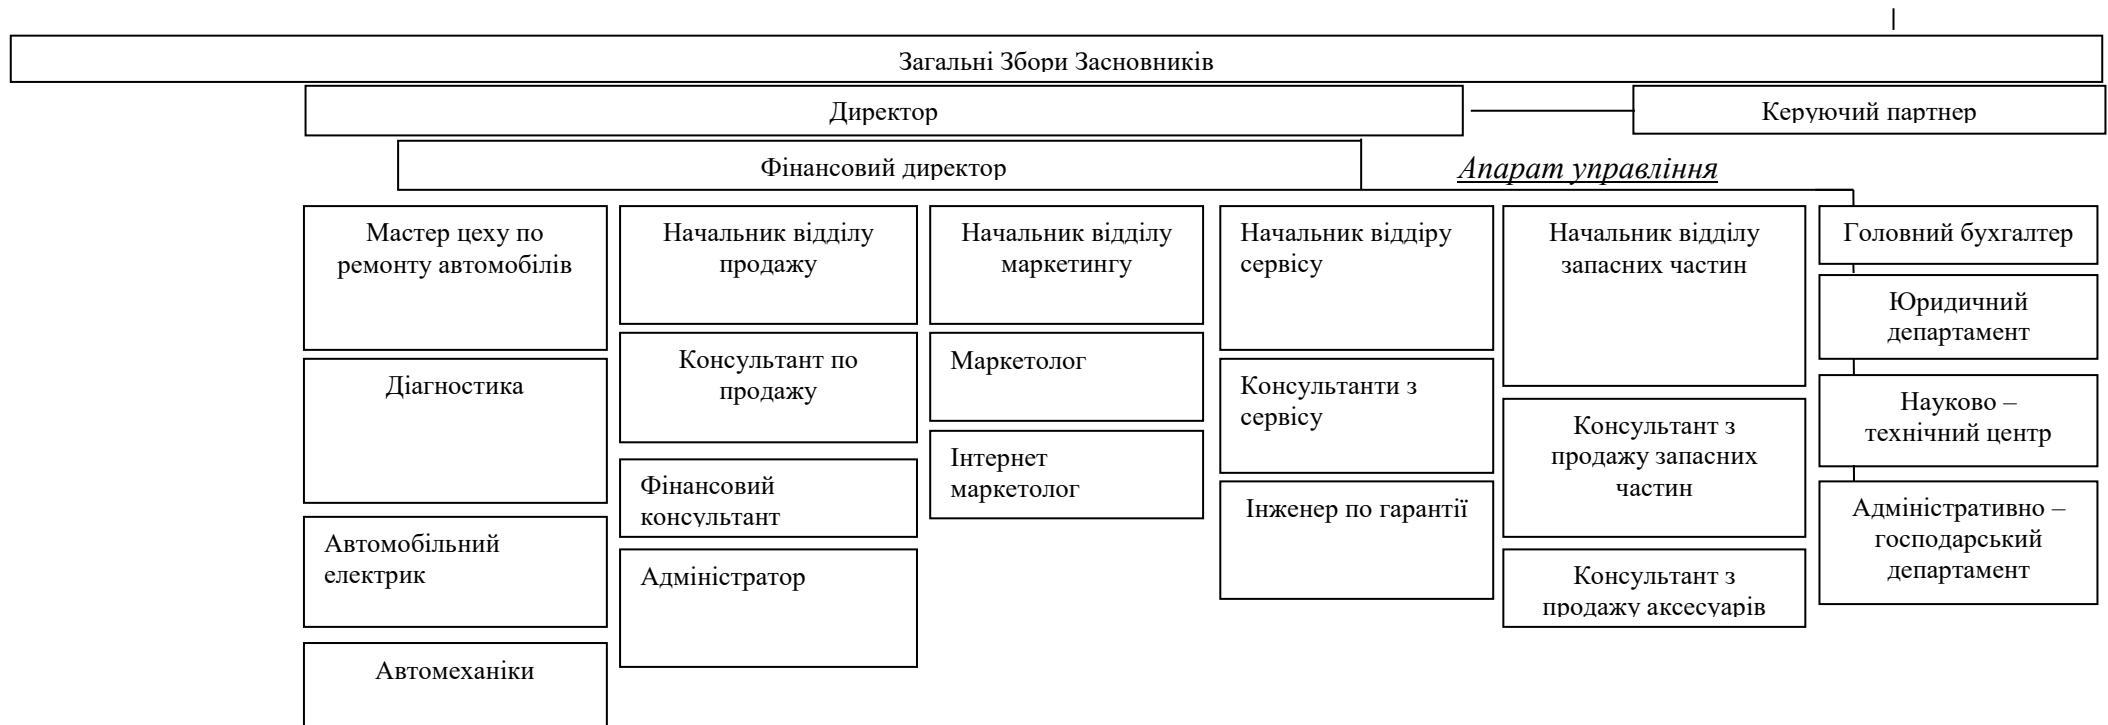 Загальні Збори Засновників
Директор
Керуючий партнер
Фінансовий директор
Апарат управління
Мастер цеху по
ремонту автомобілів
Діагностика
Автомобільний
електрик
Автомеханіки
Начальник відділу
продажу
Консультант по
продажу
Фінансовий
консультант
Адміністратор
Начальник відділу
маркетингу
Маркетолог
Інтернет
маркетолог
Начальник віддіру
сервісу
Консультанти з
сервісу
Інженер по гарантії
Начальник відділу
запасних частин
Консультант з
продажу запасних
частин
Консультант з
продажу аксесуарів
Головний бухгалтер
Юридичний
департамент
Науково –
технічний центр
Адміністративно –
господарський
департамент